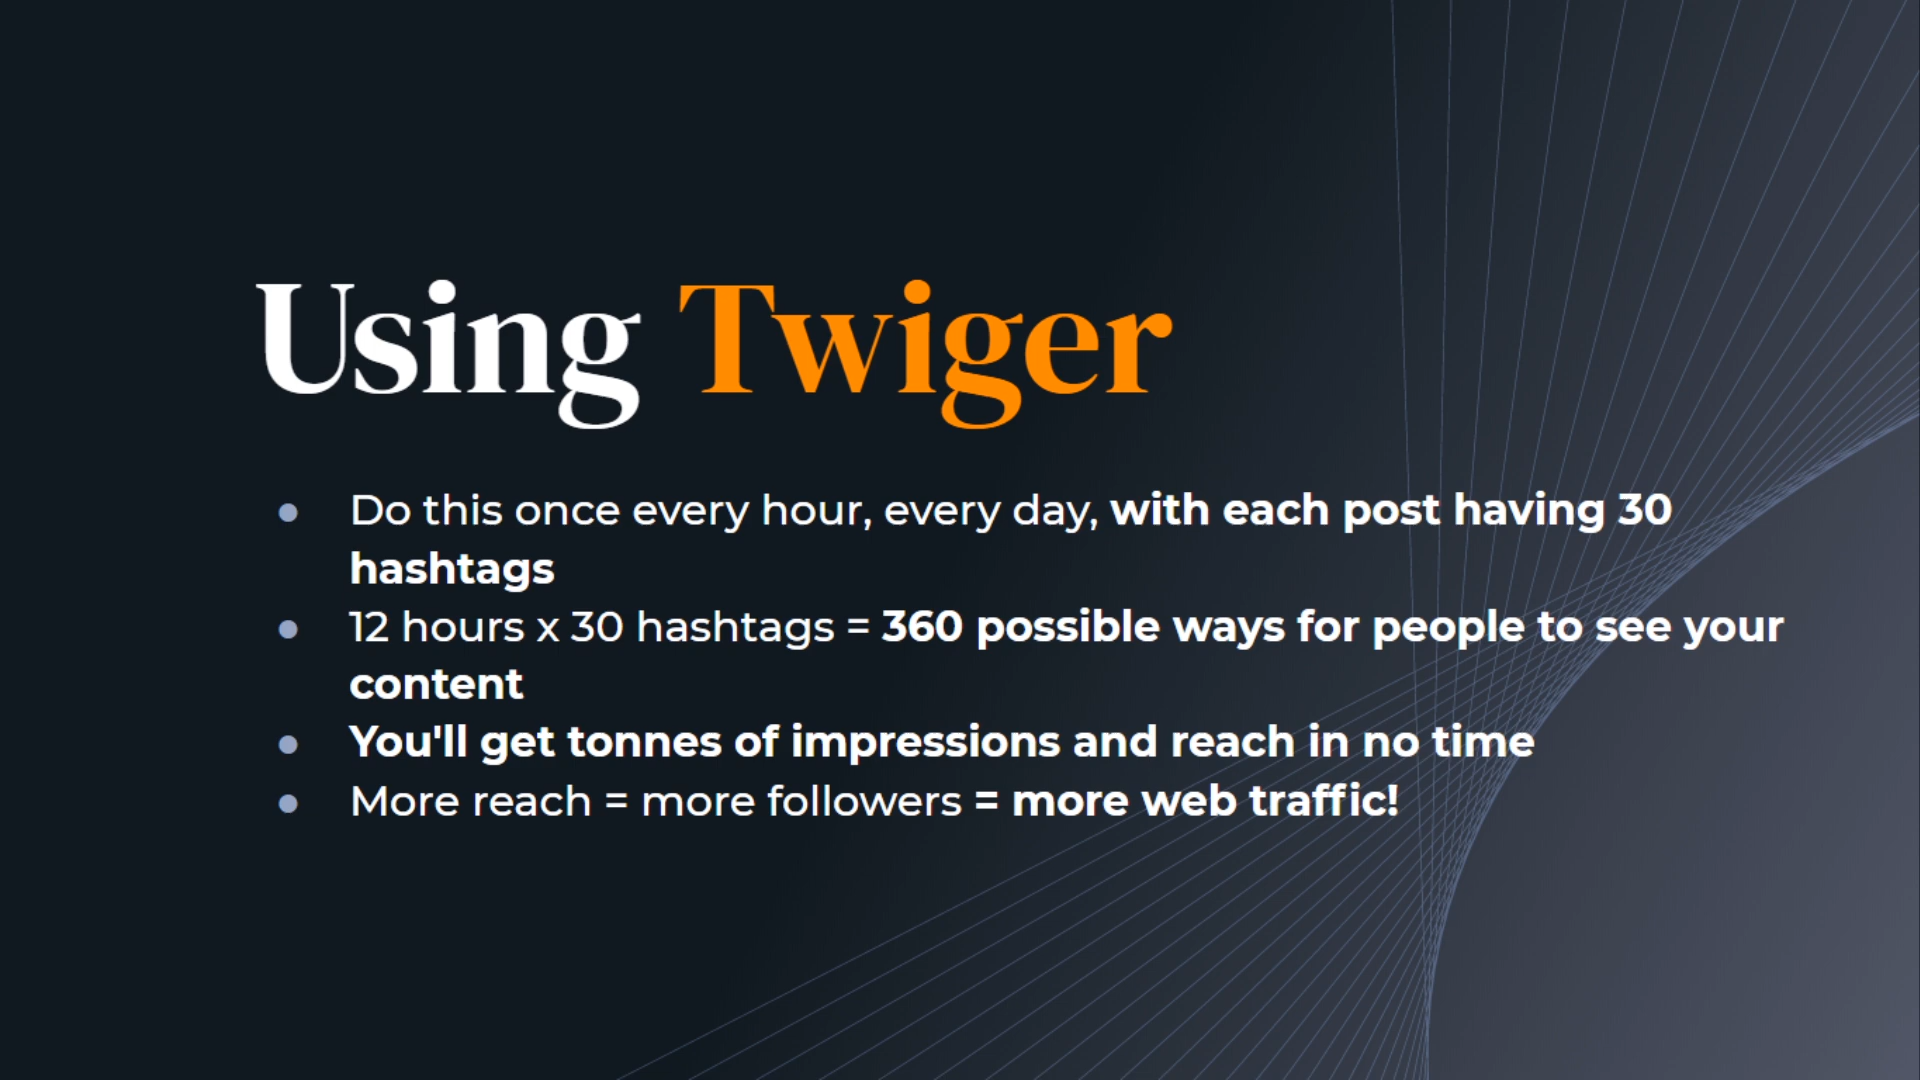 Using Twiger
● Do this once every hour, every day, with each post having 30
hashtags
● 12 hours x 30 hashtags = 360 possible ways for people to see your
content
● You'll get tonnes of impressions and reach in no time
● More reach = more followers = more web traffic!